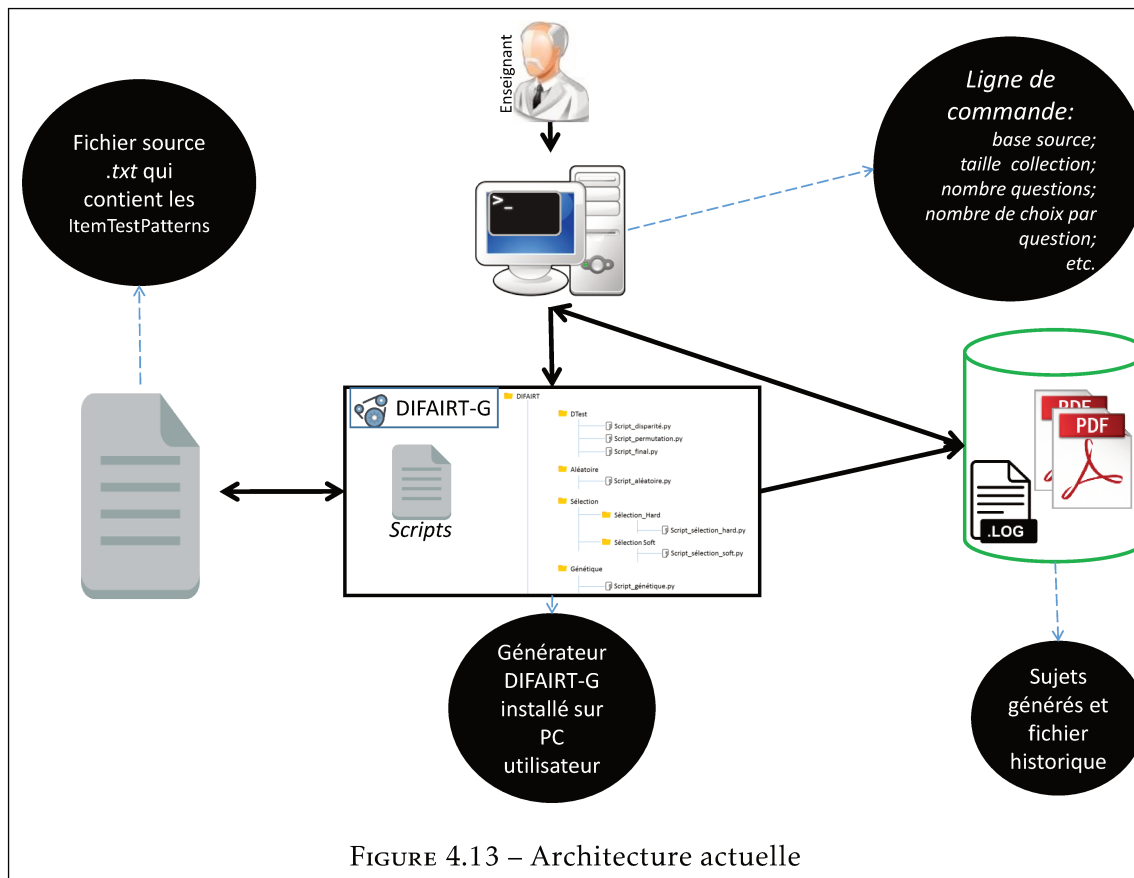 Enseignant
Ligne de
commande:
base source;
taille collection;
nombre questions;
nombre de choix par
question;
etc.
Fichier source
.txt qui
contient les
ItemTestPatterns
>_
DIFAIRT-G
Scripts
DIFAIRT
DTest
Script_disparité.py
Script_permutation.py
Script_final.py
Aléatoire
Script_aléatoire.py
Sélection
Sélection_Hard
Script_sélection_hard.py
Sélection Soft
Script_sélection_soft.py
Génétique
Script_génétique.py
PDF
PDF
.LOG
Générateur
DIFAIRT-G
installé sur
PC
utilisateur
Sujets
générés et
fichier
historique
FIGURE 4.13 – Architecture actuelle